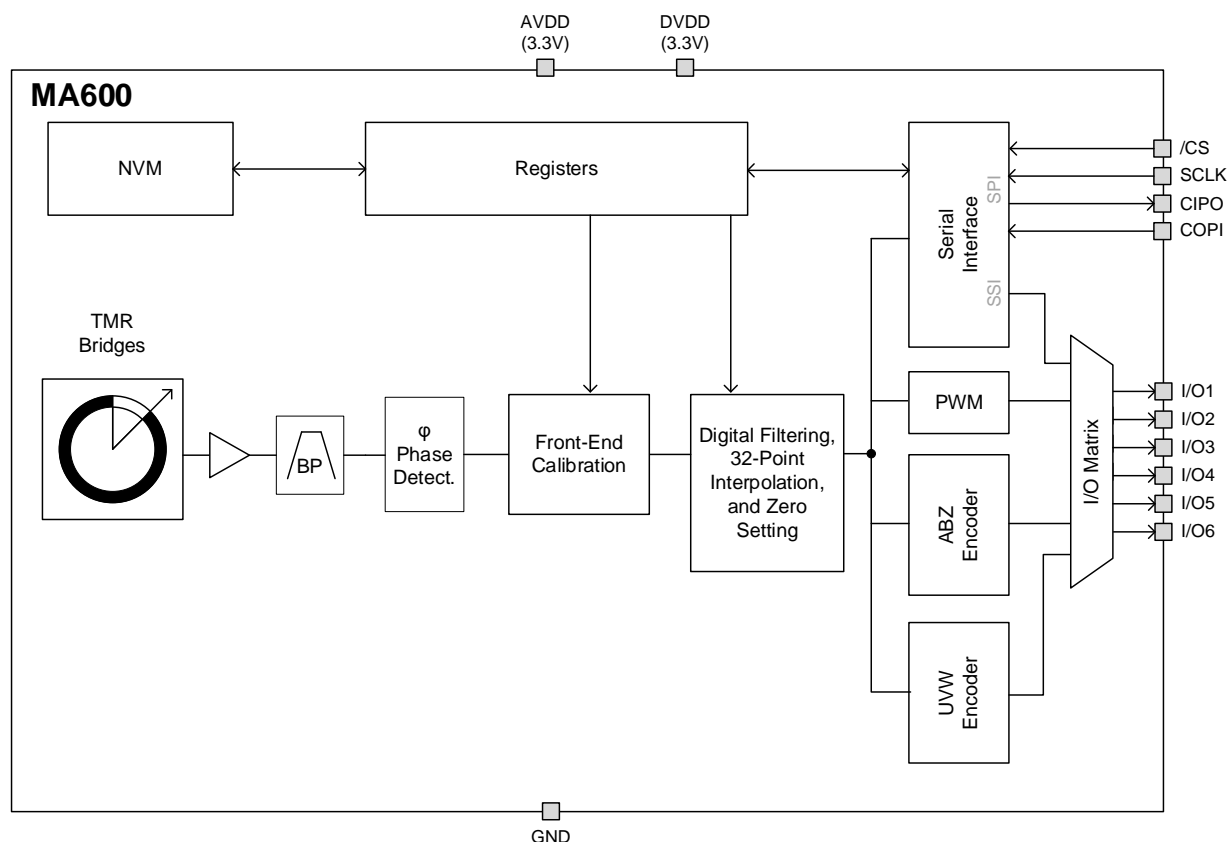 AVDD
(3.3V)
DVDD
(3.3V)
MA600
NVM
Registers
Serial
Interface
SPI
SSI
/CS
SCLK
CIPO
COPI
TMR
Bridges
BP
φ
Phase
Detect.
Front-End
Calibration
Digital Filtering,
32-Point
Interpolation,
and Zero
Setting
PWM
ABZ
Encoder
UVW
Encoder
I/O Matrix
I/O1
I/O2
I/O3
I/O4
I/O5
I/O6
GND